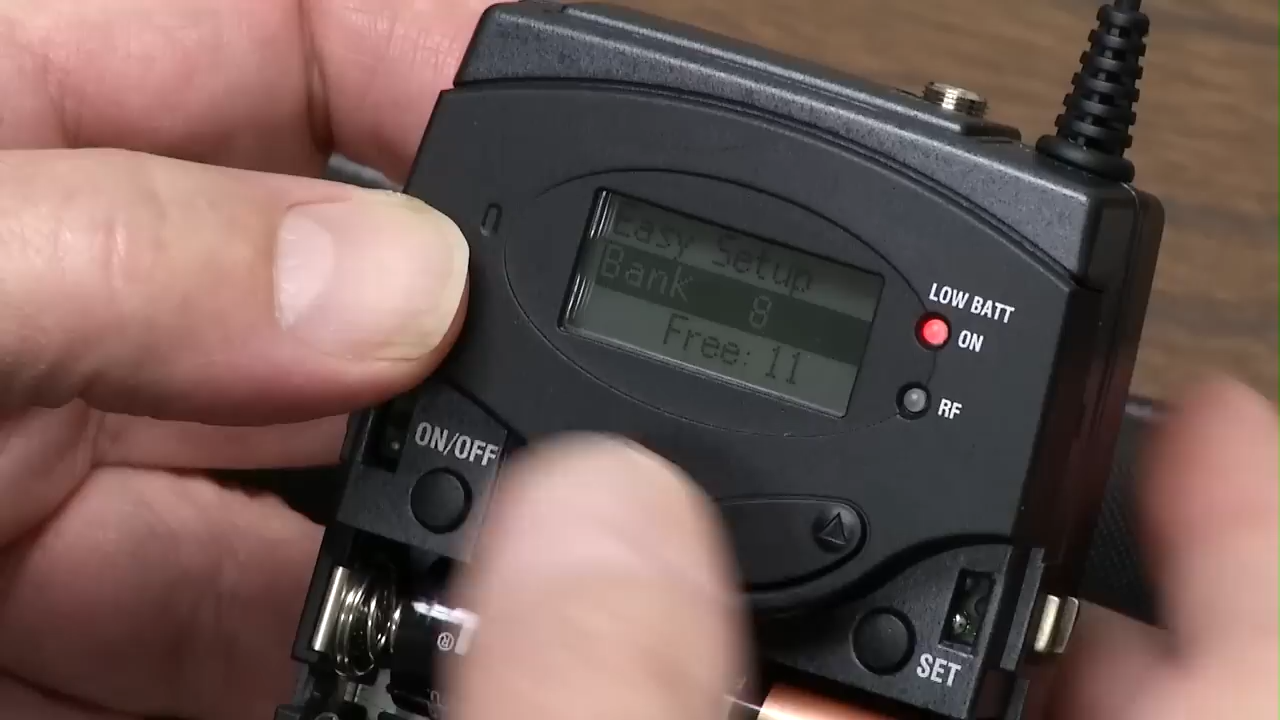 Easy Setup
Bank 8
Free: 11
LOW BATT
ON
RF
ON/OFF
SET
®